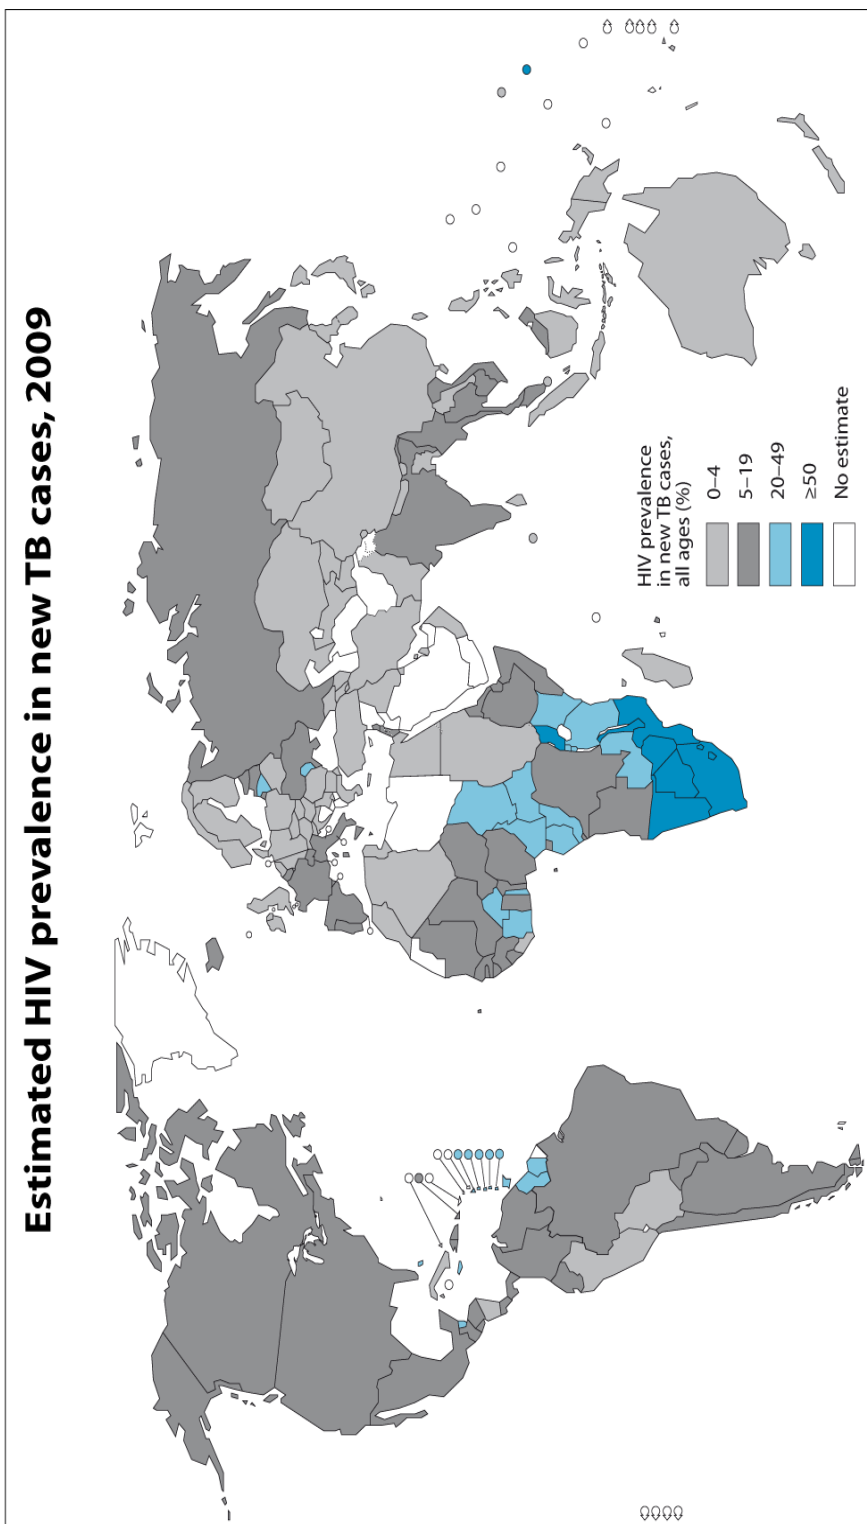 Estimated HIV prevalence in new TB cases, 2009
HIV prevalence
in new TB cases,
all ages (%)
0–4
5–19
20–49
≥50
No estimate